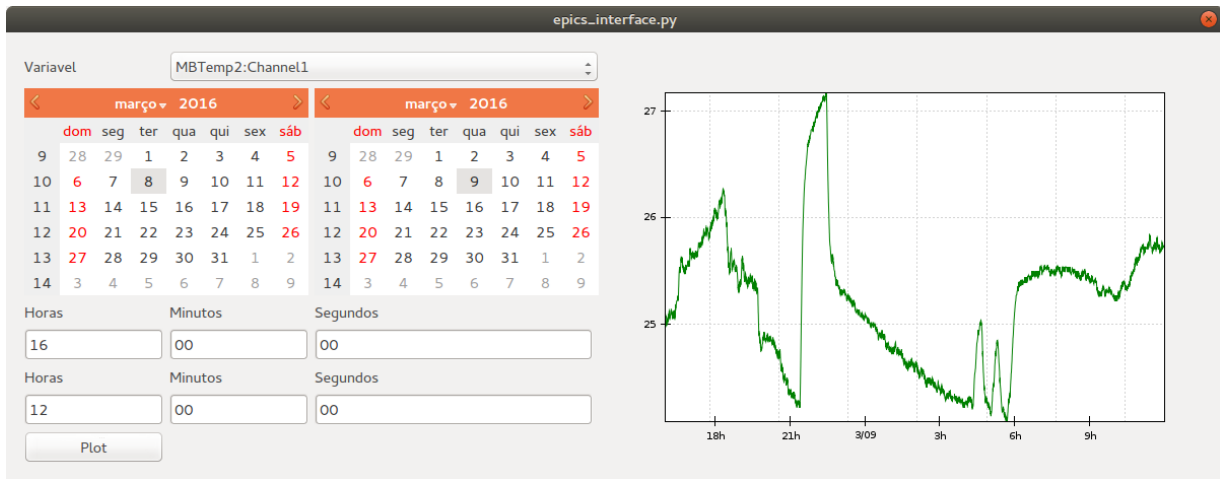 epics_interface.py
Variavel MBTemp2:Channel1
março 2016 março 2016
dom seg ter qua qui sex sáb dom seg ter qua qui sex sáb
9 28 29 1 2 3 4 5 9 28 29 1 2 3 4 5
10 6 7 8 9 10 11 12 10 6 7 8 9 10 11 12
11 13 14 15 16 17 18 19 11 13 14 15 16 17 18 19
12 20 21 22 23 24 25 26 12 20 21 22 23 24 25 26
13 27 28 29 30 31 1 2 13 27 28 29 30 31 1 2
14 3 4 5 6 7 8 9 14 3 4 5 6 7 8 9
Horas Minutos Segundos
16 00 00
Horas Minutos Segundos
12 00 00
Plot
27
26
25
18h 21h 3/09 3h 6h 9h